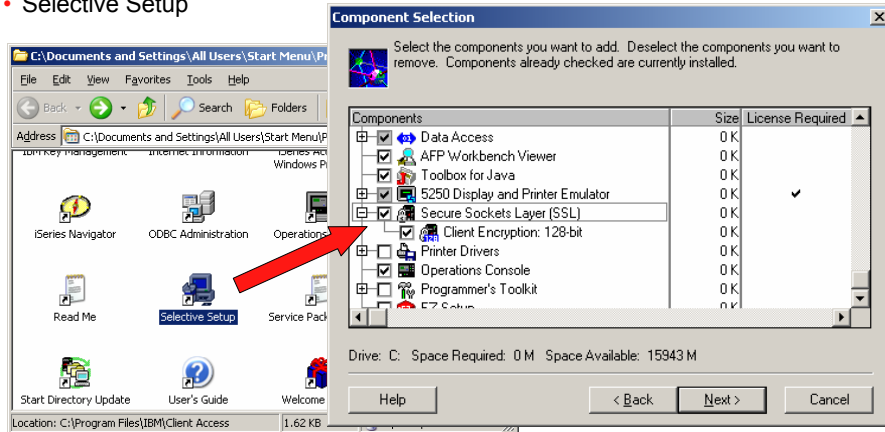 • Selective Setup
C:\Documents and Settings\All Users\Start Menu\Pr
File Edit View Favorites Tools Help
Back Search Folders
Address C:\Documents and Settings\All Users\Start Menu\P
IBM Key Management Internet Information iSeries Ac
Windows P
iSeries Navigator ODBC Administration Operations
Read Me Selective Setup Service Pack
Start Directory Update User's Guide Welcome
Location: C:\Program Files\IBM\Client Access 1.62 KB
Component Selection
Select the components you want to add. Deselect the components you want to
remove. Components already checked are currently installed.
Components Size License Required
Data Access 0 K
AFP Workbench Viewer 0 K
Toolbox for Java 0 K
5250 Display and Printer Emulator 0 K
Secure Sockets Layer (SSL) 0 K
128 Client Encryption: 128-bit 0 K
Printer Drivers 0 K
Operations Console 0 K
Programmer's Toolkit 0 K
EZ Setup 0 K
Drive: C: Space Required: 0 M Space Available: 15943 M
Help < Back Next > Cancel